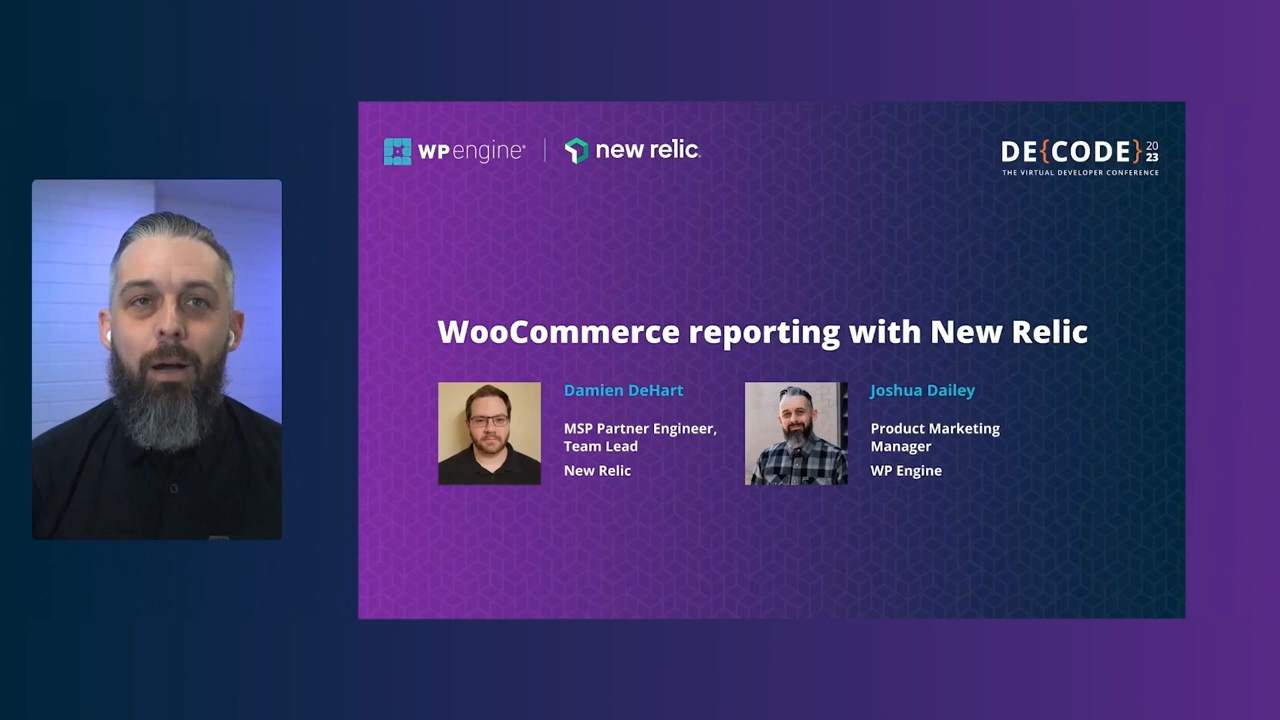 WP engine®
new relic.
DE{CODE} 2023
THE VIRTUAL DEVELOPER CONFERENCE
WooCommerce reporting with New Relic
Damien DeHart
MSP Partner Engineer,
Team Lead
New Relic
Joshua Dailey
Product Marketing
Manager
WP Engine